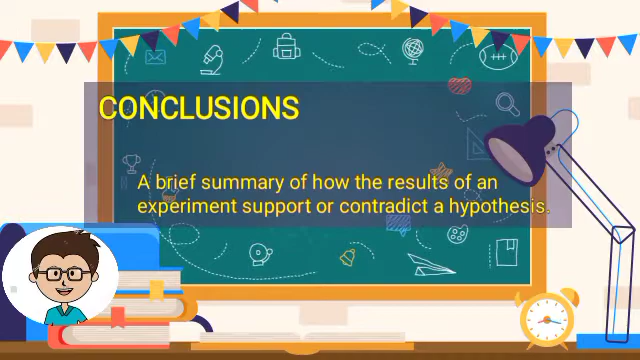 CONCLUSIONS
A brief summary of how the results of an
experiment support or contradict a hypothesis.